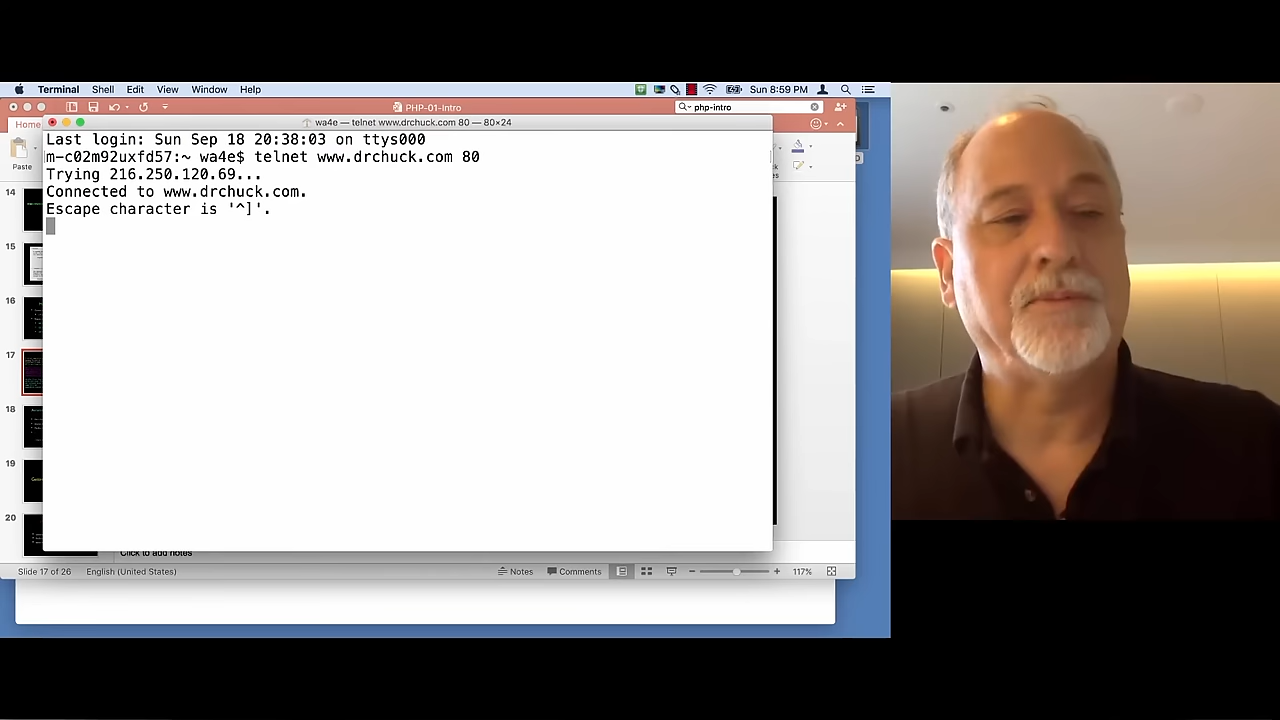 Terminal Shell Edit View Window Help Sun 8:59 PM
PHP-01-Intro
php-intro
Home
wa4e — telnet www.drchuck.com 80 — 80×24
Last login: Sun Sep 18 20:38:03 on ttys000
m-c02m92uxfd57:~ wa4e$ telnet www.drchuck.com 80
Trying 216.250.120.69...
Connected to www.drchuck.com.
Escape character is '^]'.
Paste
14
15
16
17
18
19
20
Click to add notes
Slide 17 of 26 English (United States) Notes Comments 117%